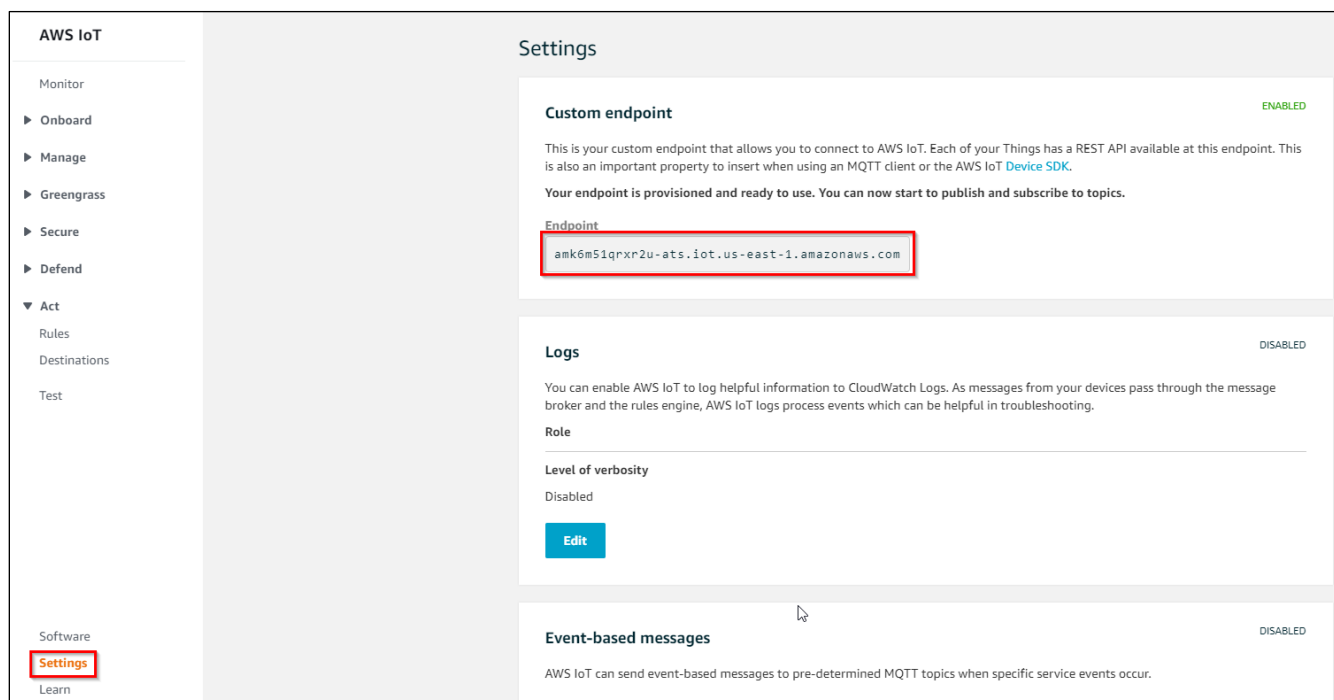 AWS IoT
Monitor
Onboard
Manage
Greengrass
Secure
Defend
Act
Rules
Destinations
Test
Software
Settings
Learn
Settings
Custom endpoint
ENABLED
This is your custom endpoint that allows you to connect to AWS IoT. Each of your Things has a REST API available at this endpoint. This
is also an important property to insert when using an MQTT client or the AWS IoT Device SDK.
Your endpoint is provisioned and ready to use. You can now start to publish and subscribe to topics.
Endpoint
amk6m51qrxr2u-ats.iot.us-east-1.amazonaws.com
Logs
DISABLED
You can enable AWS IoT to log helpful information to CloudWatch Logs. As messages from your devices pass through the message
broker and the rules engine, AWS IoT logs process events which can be helpful in troubleshooting.
Role
Level of verbosity
Disabled
Edit
Event-based messages
DISABLED
AWS IoT can send event-based messages to pre-determined MQTT topics when specific service events occur.